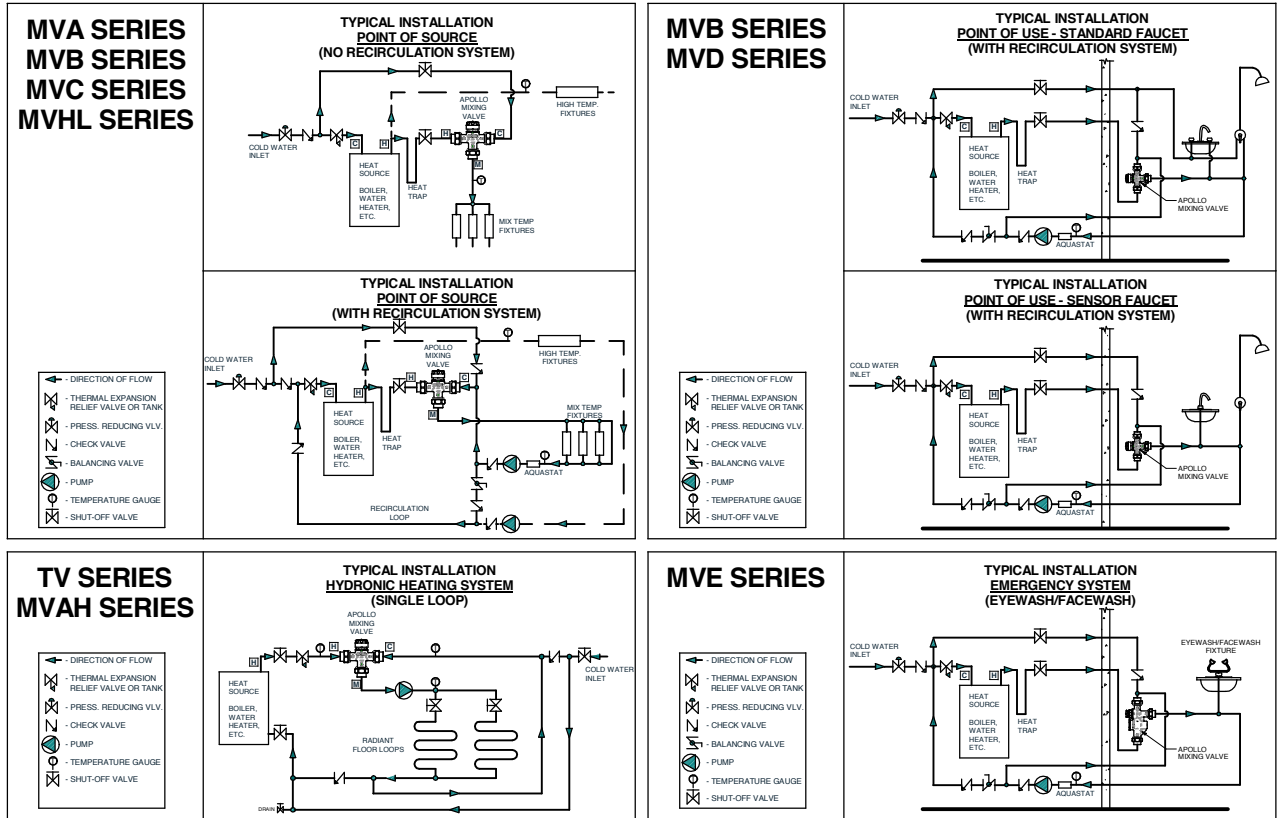 MVA SERIES
MVB SERIES
MVC SERIES
MVHL SERIES
TYPICAL INSTALLATION
POINT OF SOURCE
(NO RECIRCULATION SYSTEM)
T
HIGH TEMP.
FIXTURES
APOLLO
MIXING
VALVE
COLD WATER
INLET
C
H
H
C
M
T
HEAT
SOURCE
BOILER,
WATER
HEATER,
ETC.
HEAT
TRAP
MIX TEMP
FIXTURES
TYPICAL INSTALLATION
POINT OF SOURCE
(WITH RECIRCULATION SYSTEM)
T
COLD WATER
INLET
APOLLO
MIXING
VALVE
HIGH TEMP.
FIXTURES
C
H
H
C
M
HEAT
SOURCE
BOILER,
WATER
HEATER,
ETC.
HEAT
TRAP
MIX TEMP
FIXTURES
T
AQUASTAT
RECIRCULATION
LOOP
- DIRECTION OF FLOW
- THERMAL EXPANSION
RELIEF VALVE OR TANK
- PRESS. REDUCING VLV.
- CHECK VALVE
- BALANCING VALVE
- PUMP
- TEMPERATURE GAUGE
- SHUT-OFF VALVE
MVB SERIES
MVD SERIES
TYPICAL INSTALLATION
POINT OF USE - STANDARD FAUCET
(WITH RECIRCULATION SYSTEM)
COLD WATER
INLET
C
H
HEAT
SOURCE
BOILER,
WATER
HEATER,
ETC.
HEAT
TRAP
APOLLO
MIXING VALVE
T
AQUASTAT
TYPICAL INSTALLATION
POINT OF USE - SENSOR FAUCET
(WITH RECIRCULATION SYSTEM)
COLD WATER
INLET
C
H
HEAT
SOURCE
BOILER,
WATER
HEATER,
ETC.
HEAT
TRAP
APOLLO
MIXING VALVE
T
AQUASTAT
- DIRECTION OF FLOW
- THERMAL EXPANSION
RELIEF VALVE OR TANK
- PRESS. REDUCING VLV.
- CHECK VALVE
- BALANCING VALVE
- PUMP
- TEMPERATURE GAUGE
- SHUT-OFF VALVE
TV SERIES
MVAH SERIES
TYPICAL INSTALLATION
HYDRONIC HEATING SYSTEM
(SINGLE LOOP)
APOLLO
MIXING
VALVE
H
T
H
C
T
M
T
COLD WATER
INLET
HEAT
SOURCE
BOILER,
WATER
HEATER,
ETC.
RADIANT
FLOOR LOOPS
DRAIN
- DIRECTION OF FLOW
- THERMAL EXPANSION
RELIEF VALVE OR TANK
- PRESS. REDUCING VLV.
- CHECK VALVE
- PUMP
- TEMPERATURE GAUGE
- SHUT-OFF VALVE
MVE SERIES
TYPICAL INSTALLATION
EMERGENCY SYSTEM
(EYEWASH/FACEWASH)
COLD WATER
INLET
EYEWASH/FACEWASH
FIXTURE
C
H
HEAT
SOURCE
BOILER,
WATER
HEATER,
ETC.
HEAT
TRAP
APOLLO
MIXING VALVE
T
AQUASTAT
- DIRECTION OF FLOW
- THERMAL EXPANSION
RELIEF VALVE OR TANK
- PRESS. REDUCING VLV.
- CHECK VALVE
- BALANCING VALVE
- PUMP
- TEMPERATURE GAUGE
- SHUT-OFF VALVE